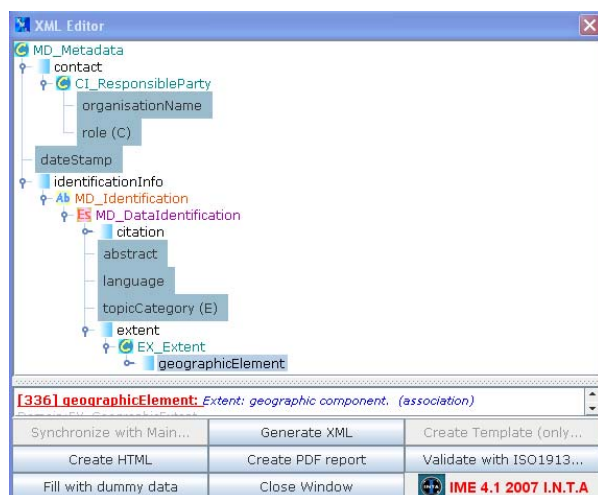 XML Editor
MD_Metadata
contact
CI_ResponsibleParty
organisationName
role (C)
dateStamp
identificationInfo
Ab MD_Identification
ES MD_DataIdentification
citation
abstract
language
topicCategory (E)
extent
EX_Extent
geographicElement
[336] geographicElement: Extent: geographic component. (association)
Synchronize with Main... Generate XML Create Template (only...
Create HTML Create PDF report Validate with ISO1913...
Fill with dummy data Close Window IME 4.1 2007 I.N.T.A